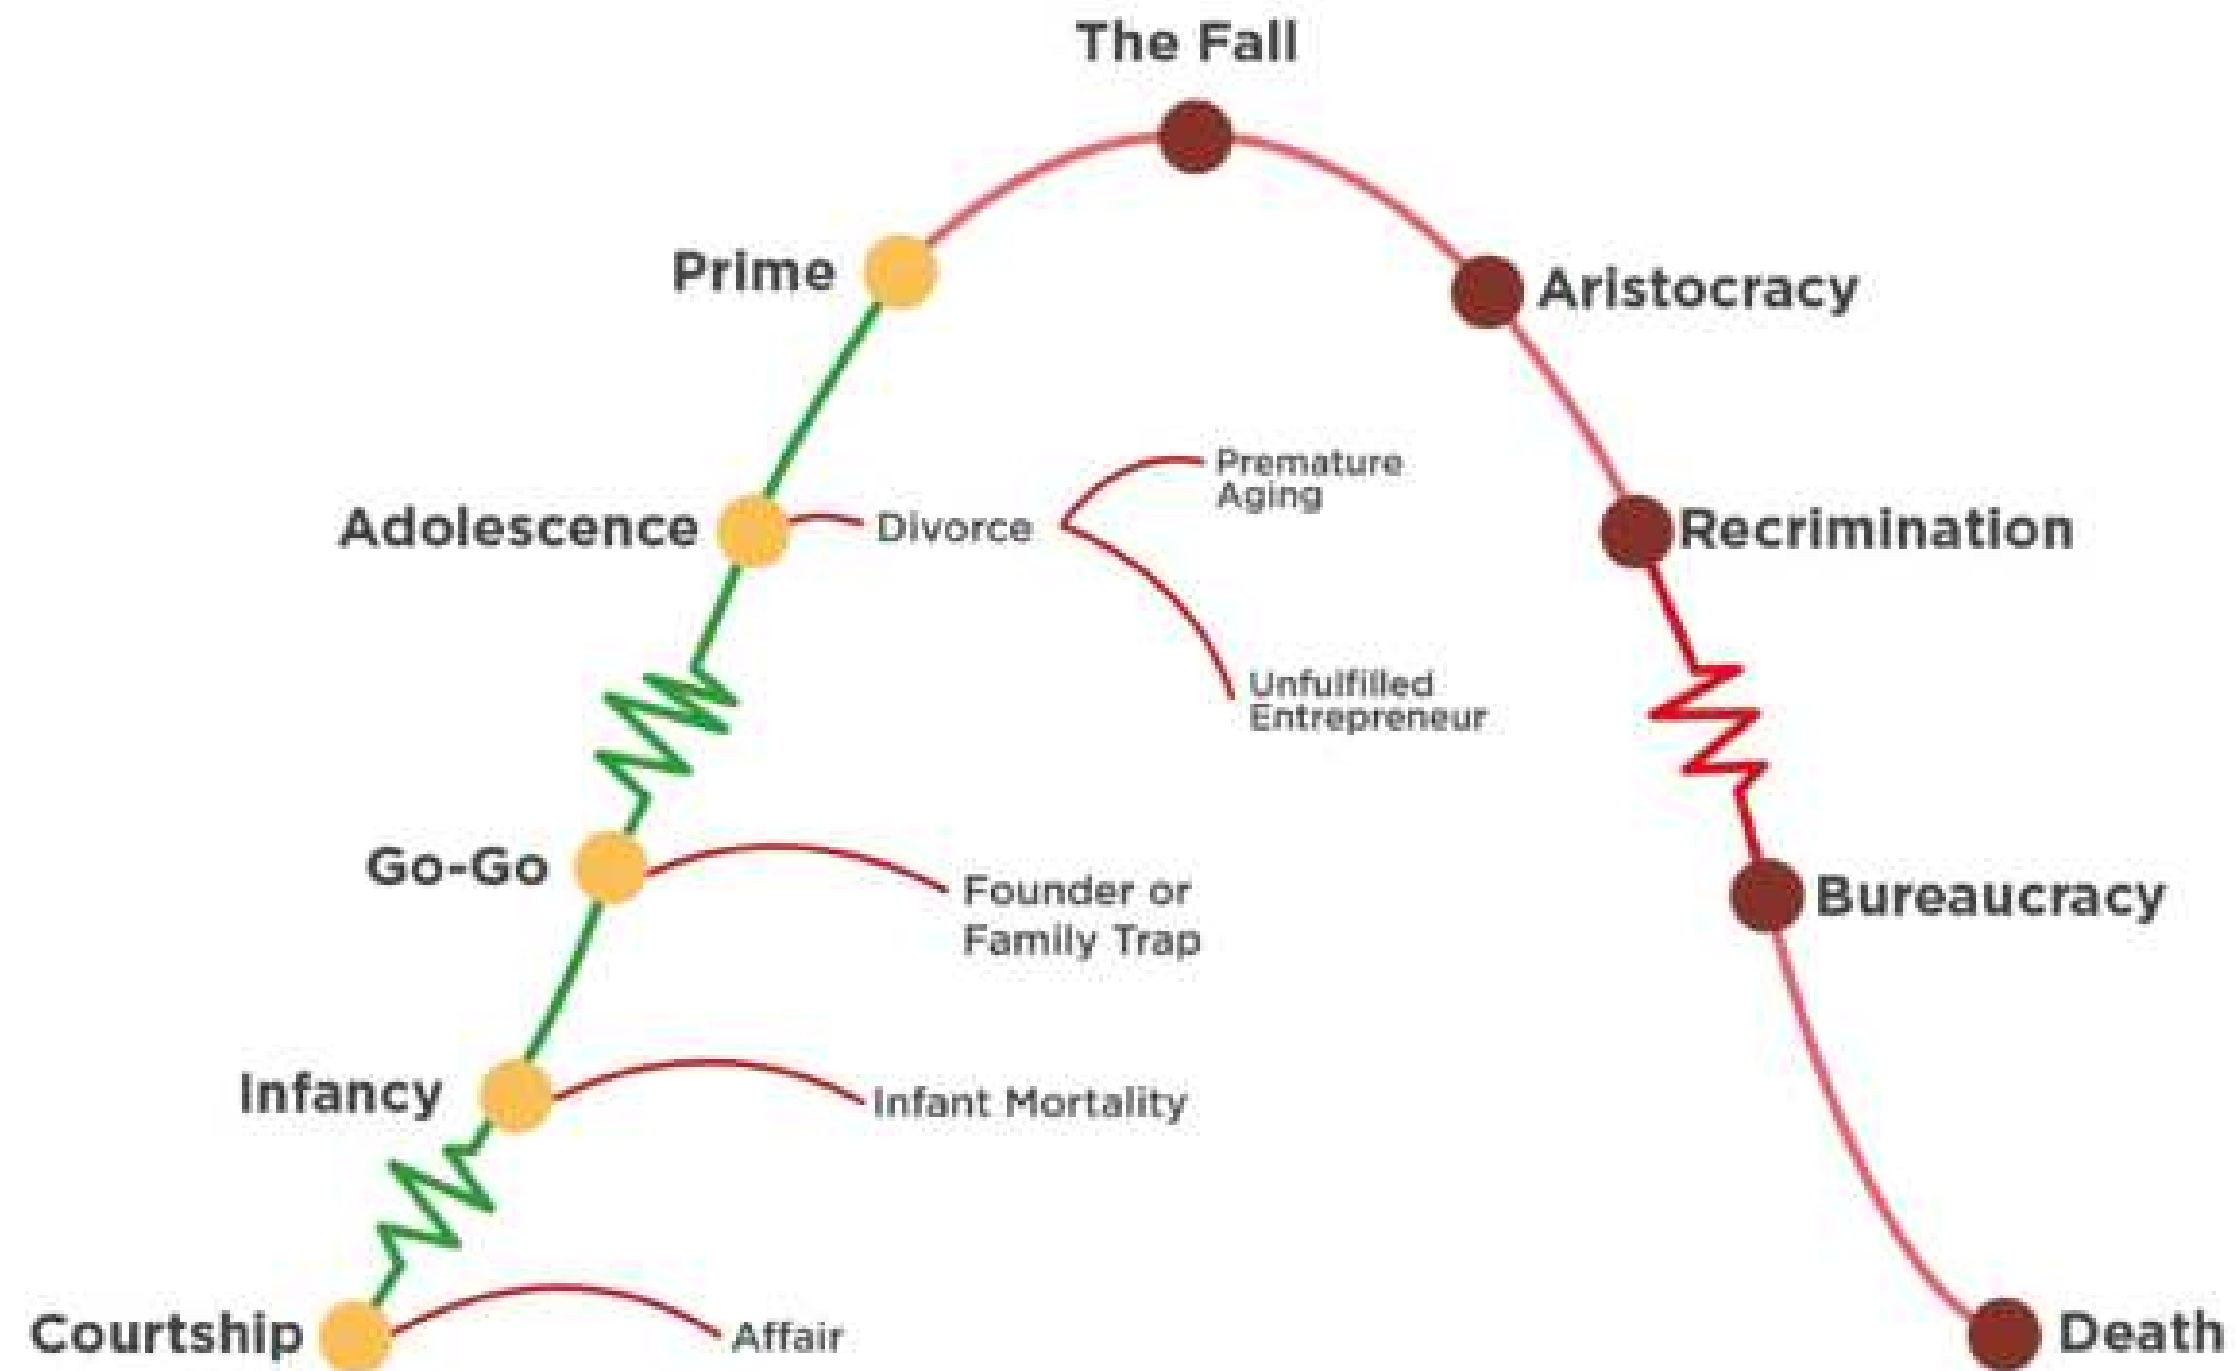 The Fall
Prime
Aristocracy
Premature
Aging
Adolescence
Divorce
Recrimination
Unfulfilled
Entrepreneur
Go-Go
Founder or
Family Trap
Bureaucracy
Infancy
Infant Mortality
Courtship
Affair
Death